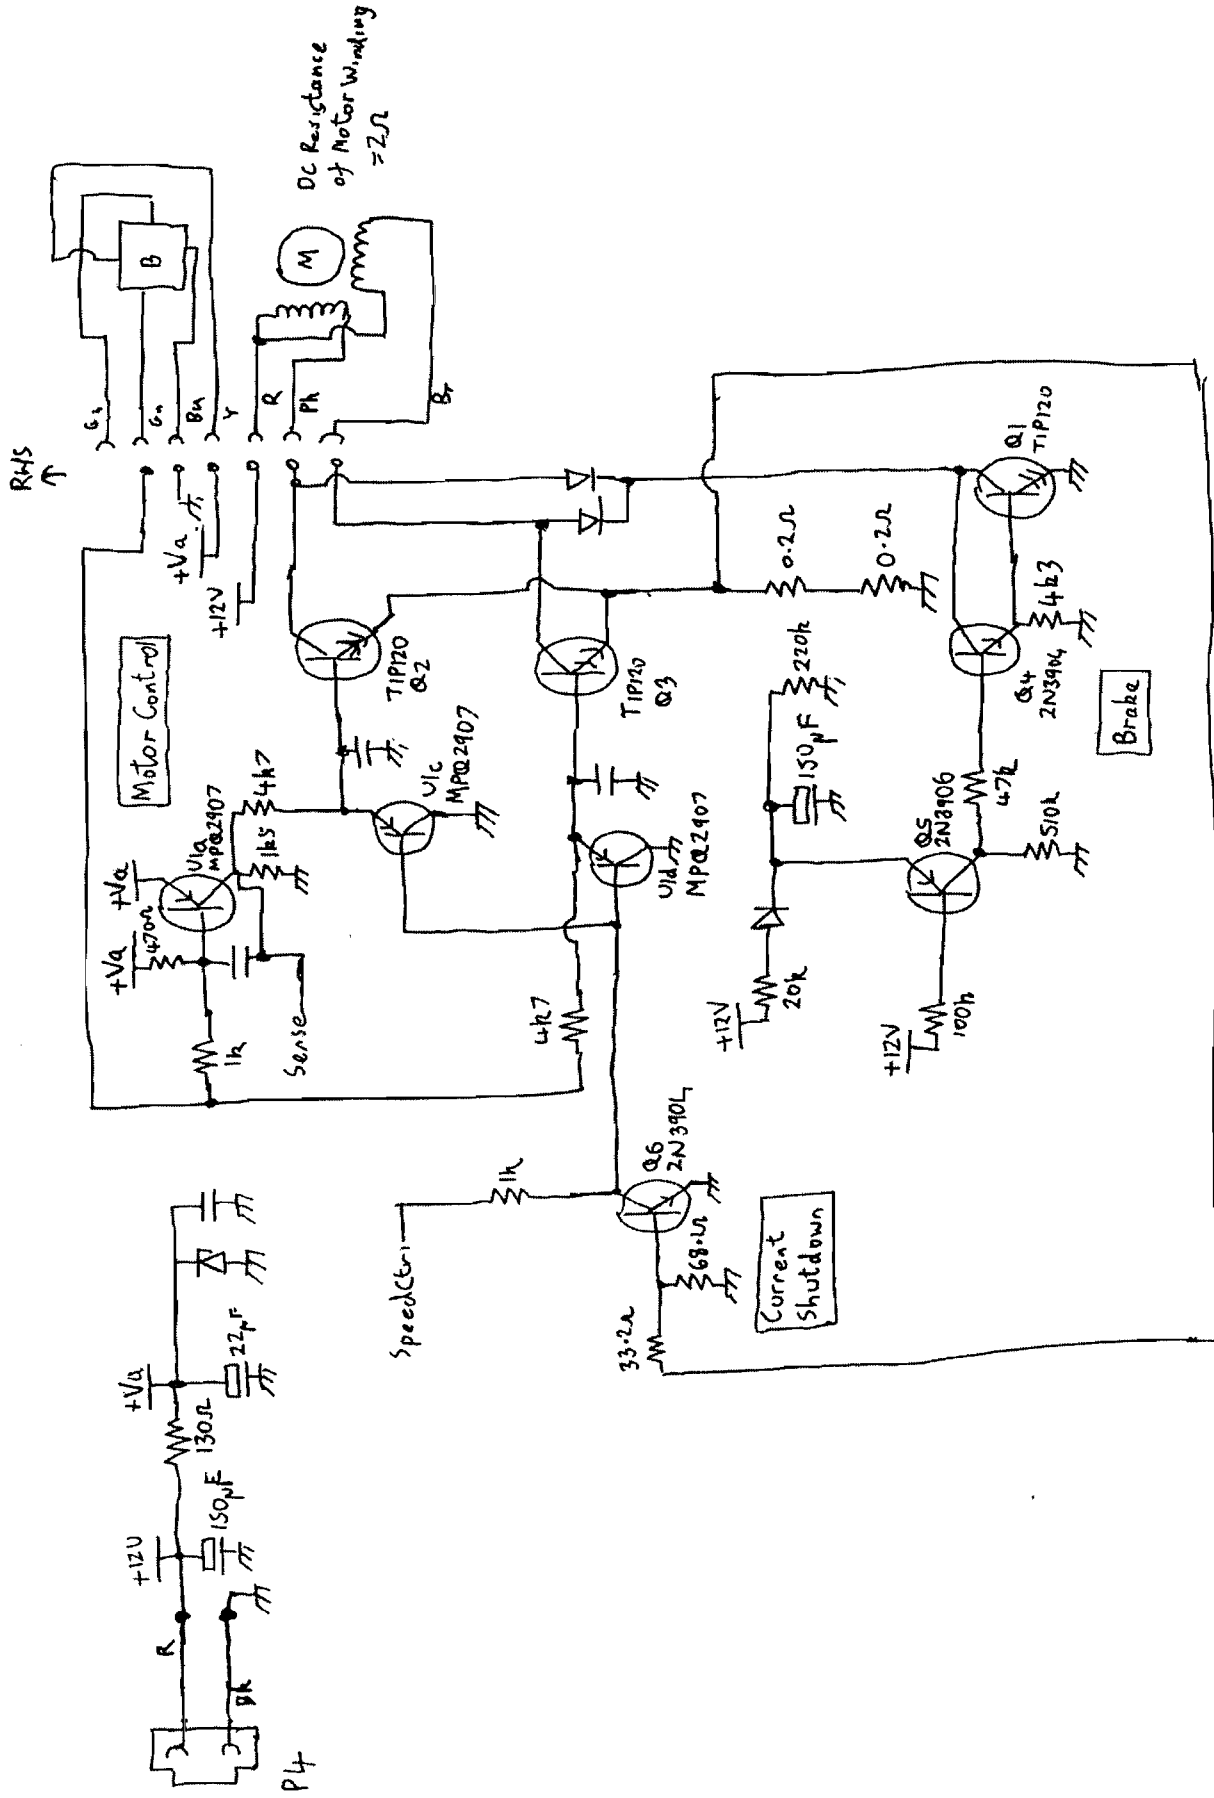 P4
R
Bk
+12V
150µF
130Ω
+Va
22µF
SpeedCtrl
1k
33.2Ω
68.1Ω
Q6
2N3904
Current
Shutdown
+Va
470Ω
+Va
U1a
MPQ2907
1k
1k5
4k7
Sense
Motor Control
U1c
MPQ2907
TIP120
Q2
4k7
U1d
MPQ2907
TIP120
Q3
RWS
Gn
Bu
Y
R
Pk
Br
+Va
+12V
B
M
DC Resistance
of Motor Winding
=2Ω
0.2Ω
0.2Ω
+12V
20k
150µF
220k
+12V
100k
Q5
2N3906
47k
510k
Q4
2N3904
4k3
Q1
TIP120
Brake